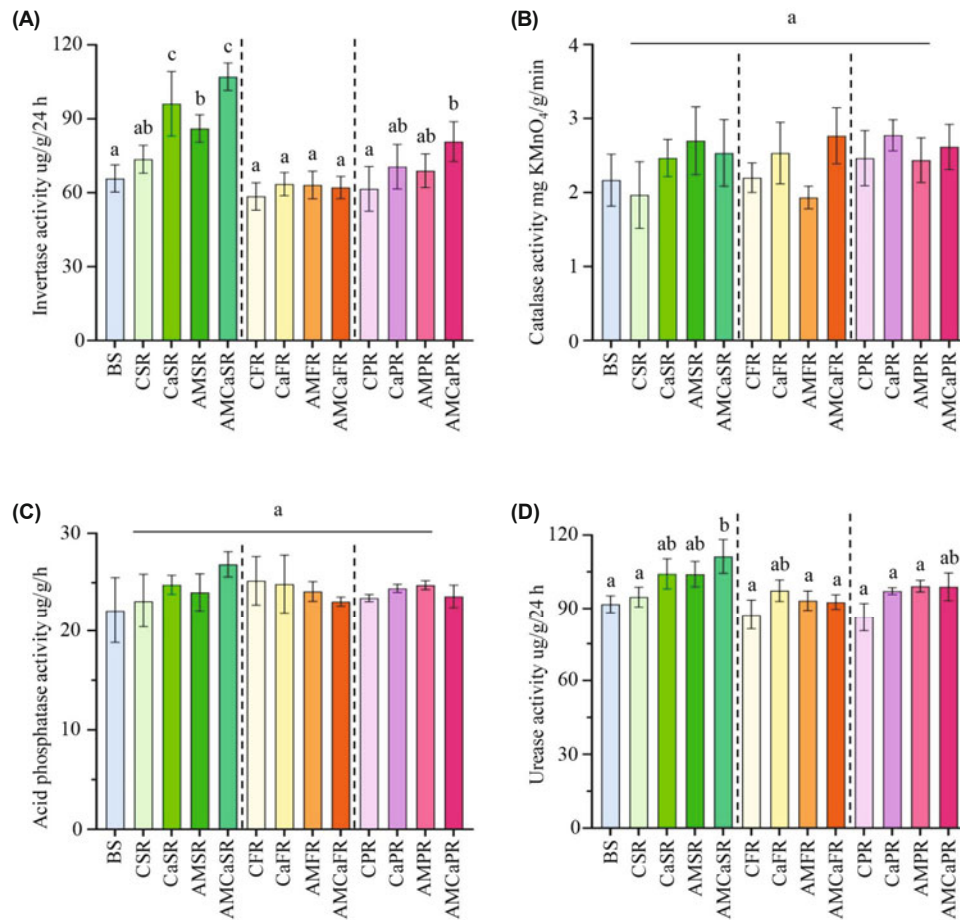 (A)
Invertase activity ug/g/24 h
120
90
60
30
0
a
ab
c
b
c
a
a
a
a
a
ab
ab
b
BS
CSR
CaSR
AMSR
AMCaSR
CFR
CaFR
AMFR
AMCaFR
CPR
CaPR
AMPR
AMCaPR
(B)
Catalase activity mg KMnO4/g/min
4
3
2
1
0
a
BS
CSR
CaSR
AMSR
AMCaSR
CFR
CaFR
AMFR
AMCaFR
CPR
CaPR
AMPR
AMCaPR
(C)
Acid phosphatase activity ug/g/h
30
20
10
0
a
BS
CSR
CaSR
AMSR
AMCaSR
CFR
CaFR
AMFR
AMCaFR
CPR
CaPR
AMPR
AMCaPR
(D)
Urease activity ug/g/24 h
120
90
60
30
0
a
a
ab
ab
b
a
ab
a
a
a
a
a
ab
BS
CSR
CaSR
AMSR
AMCaSR
CFR
CaFR
AMFR
AMCaFR
CPR
CaPR
AMPR
AMCaPR